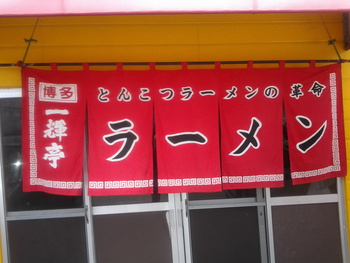 博多
一輝亭
とんこつラーメンの革命
ラーメン